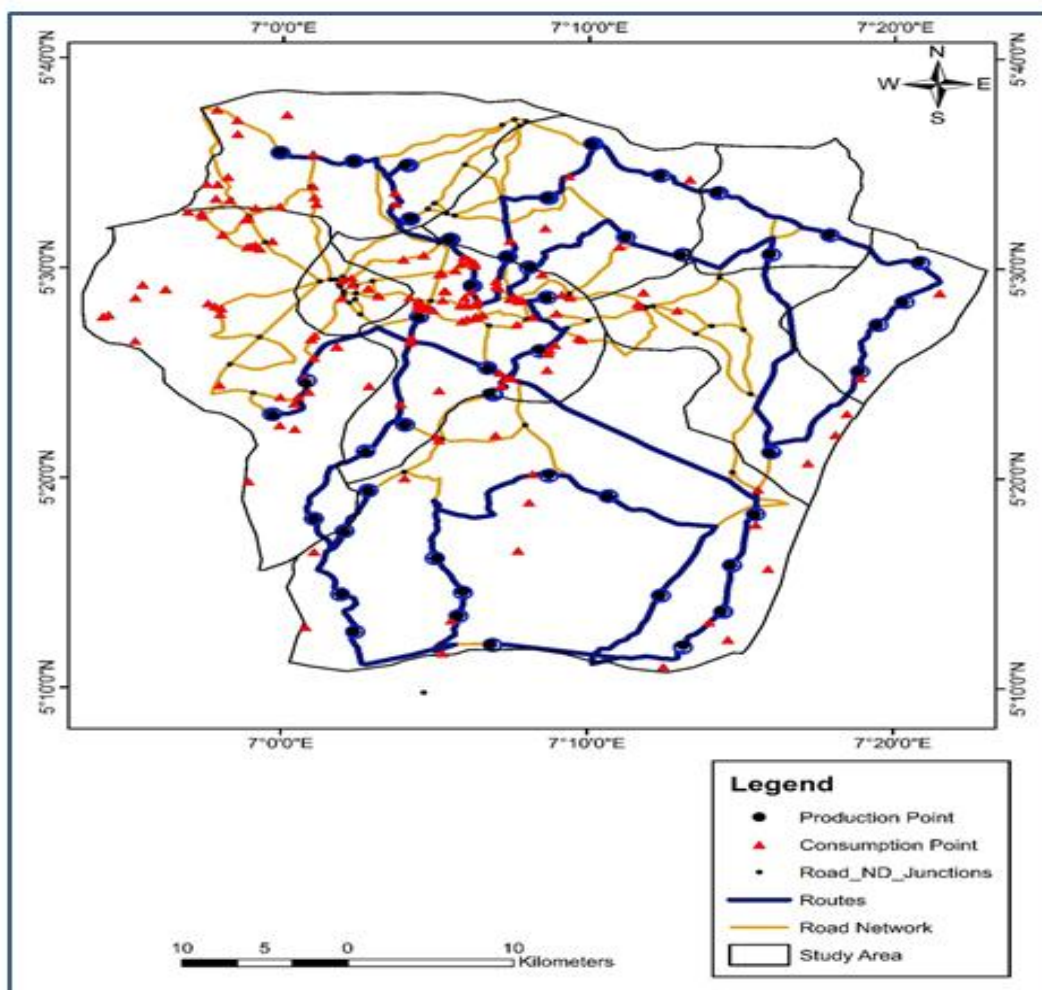 7°0'0"E 7°10'0"E 7°20'0"E
5°40'0"N 5°40'0"N
N
W E
S
5°30'0"N 5°30'0"N
5°20'0"N 5°20'0"N
5°10'0"N 5°10'0"N
7°0'0"E 7°10'0"E 7°20'0"E
Legend
Production Point
Consumption Point
Road_ND_Junctions
Routes
Road Network
Study Area
10 5 0 10
Kilometers